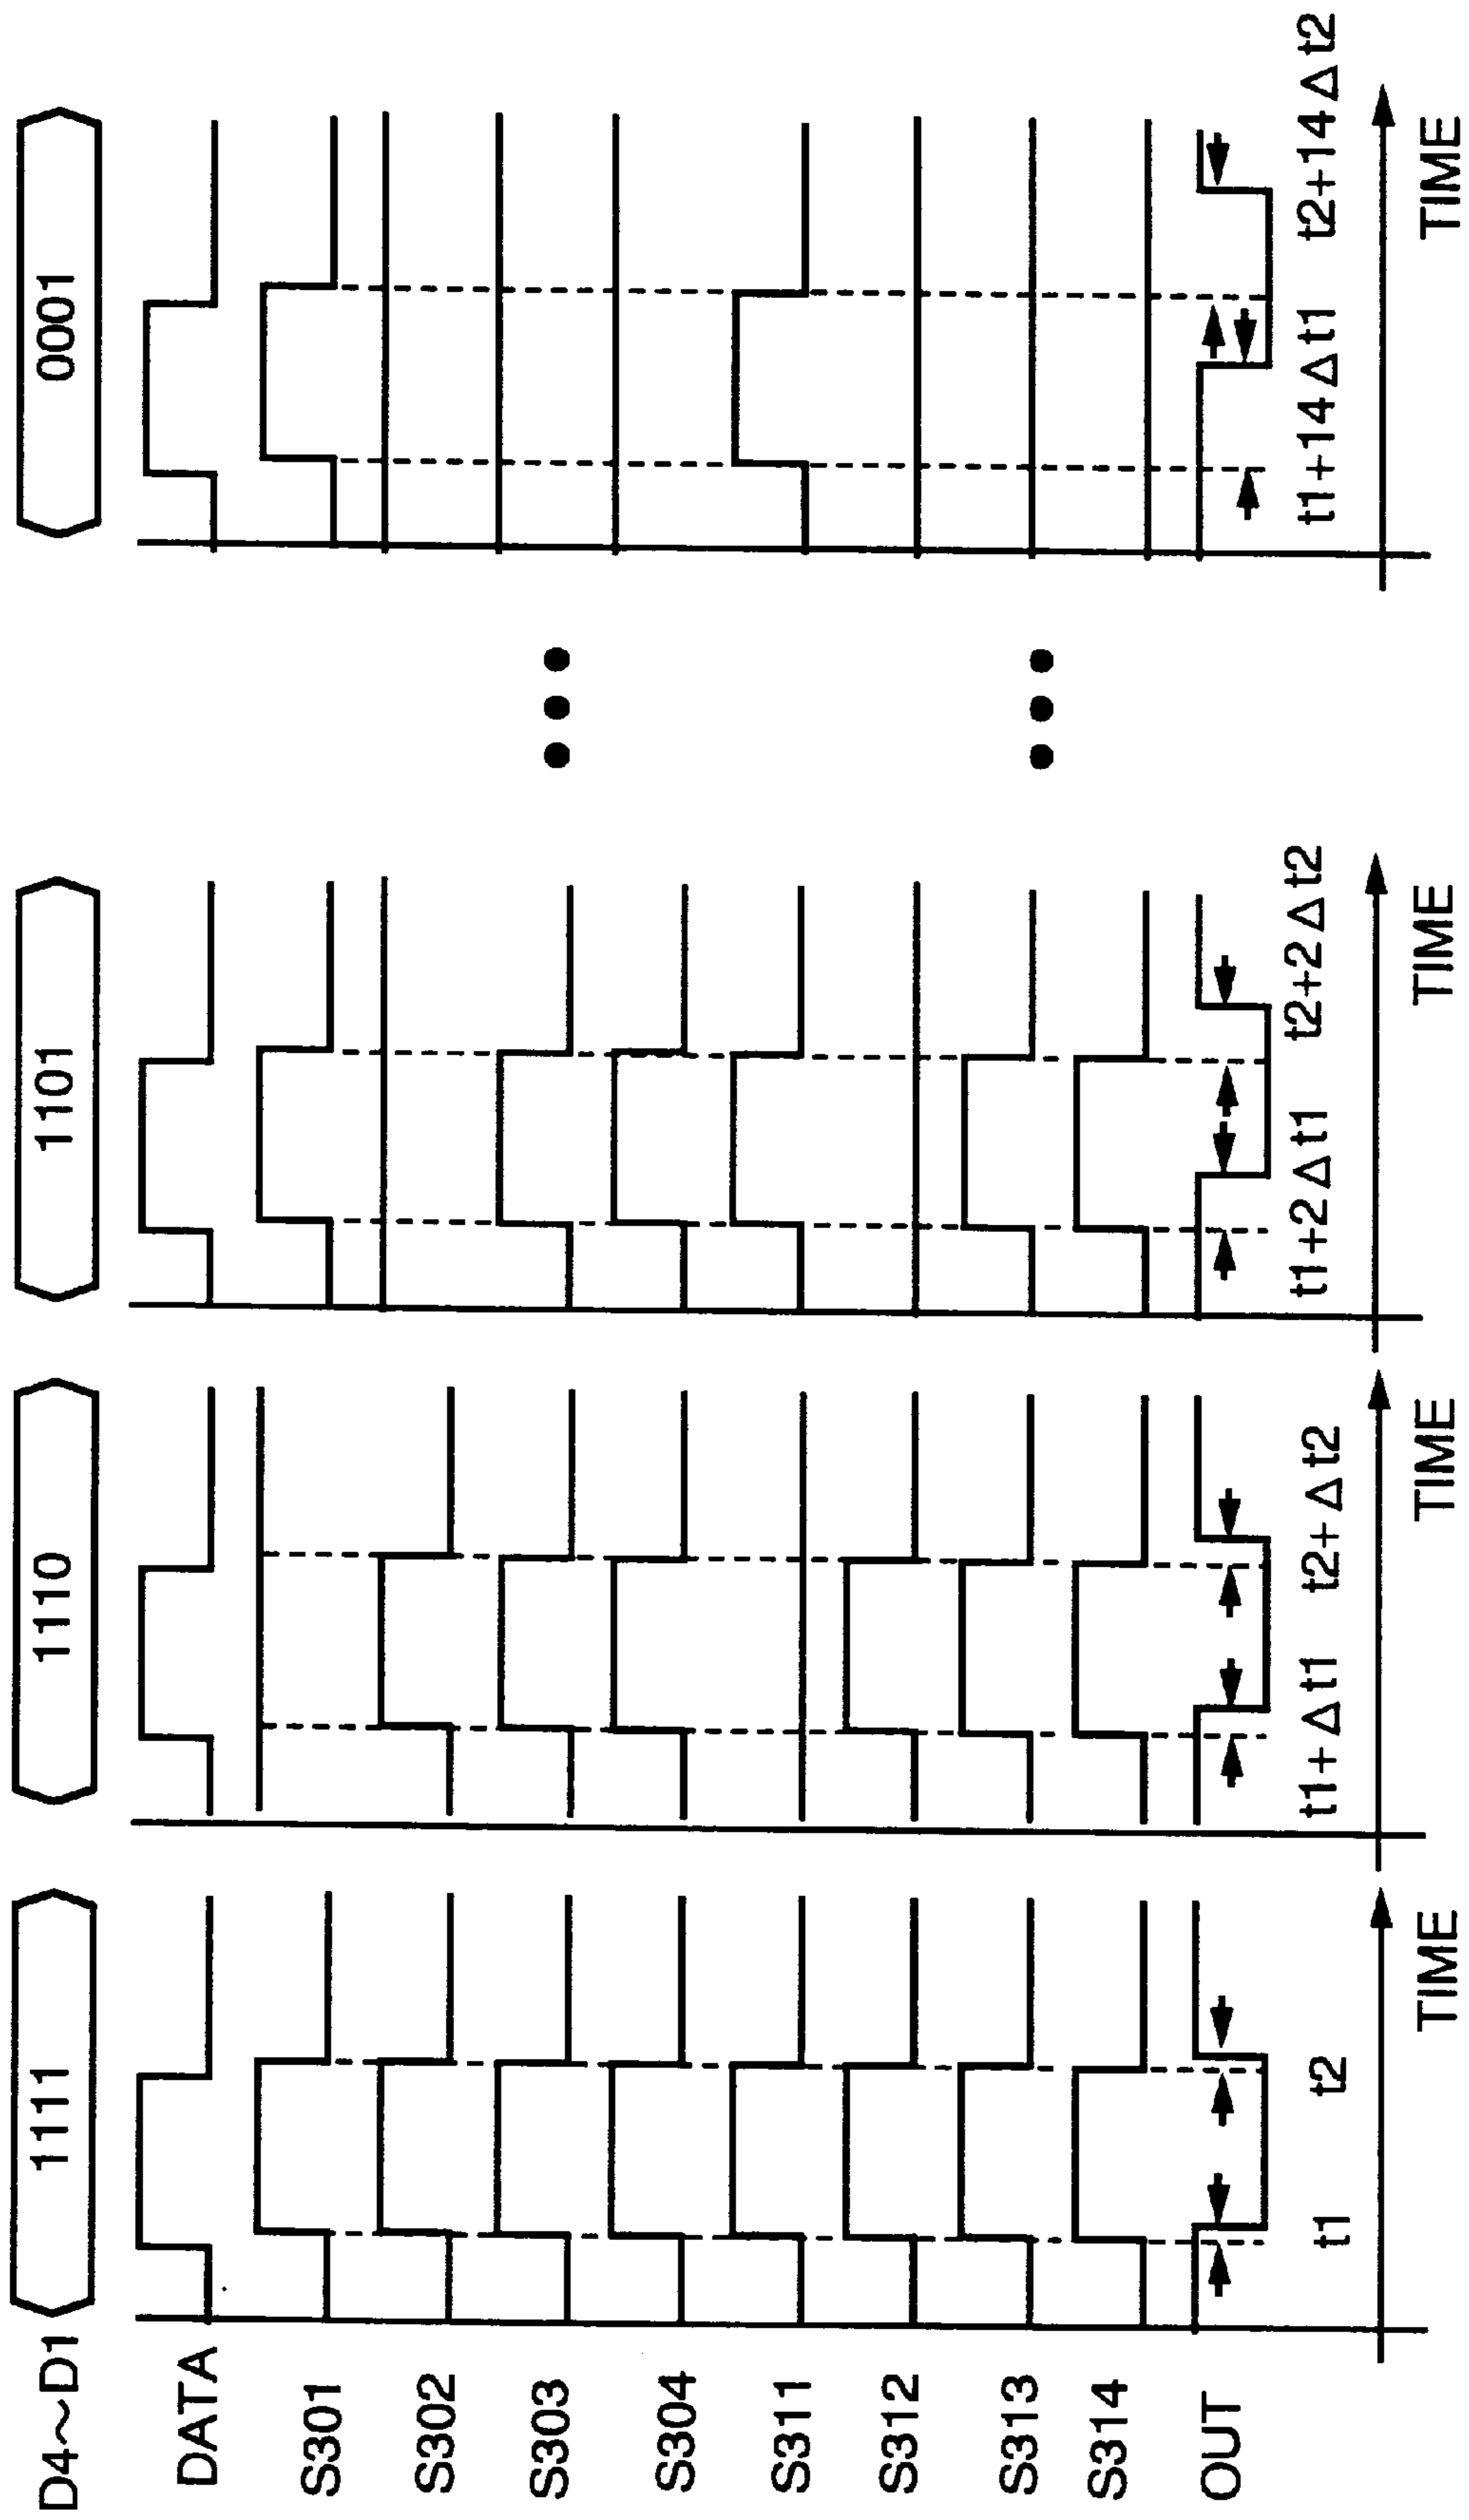 D4~D1 1111 1110 1101 0001
DATA
S301
S302
S303
S304
S311
S312
S313
S314
OUT
t1 t2 t1+Δt1 t2+Δt2 t1+2Δt1 t2+2Δt2 t1+14Δt1 t2+14Δt2
TIME TIME TIME TIME